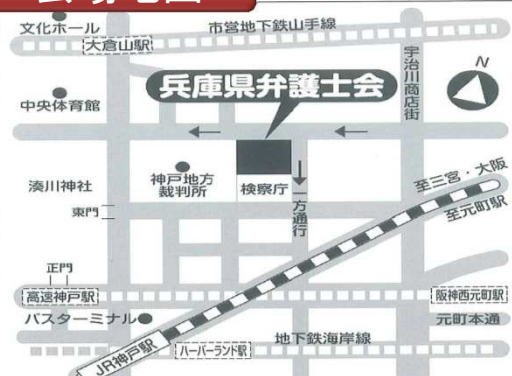 会場地図
文化ホール
市営地下鉄山手線
大倉山駅
宇治川商店街
N
中央体育館
兵庫県弁護士会
湊川神社
神戸地方
裁判所
検察庁
一方通行
至三宮・大阪
至元町駅
東門
正門
高速神戸駅
阪神西元町駅
バスターミナル
元町本通
地下鉄海岸線
JR神戸駅
ハーバーランド駅